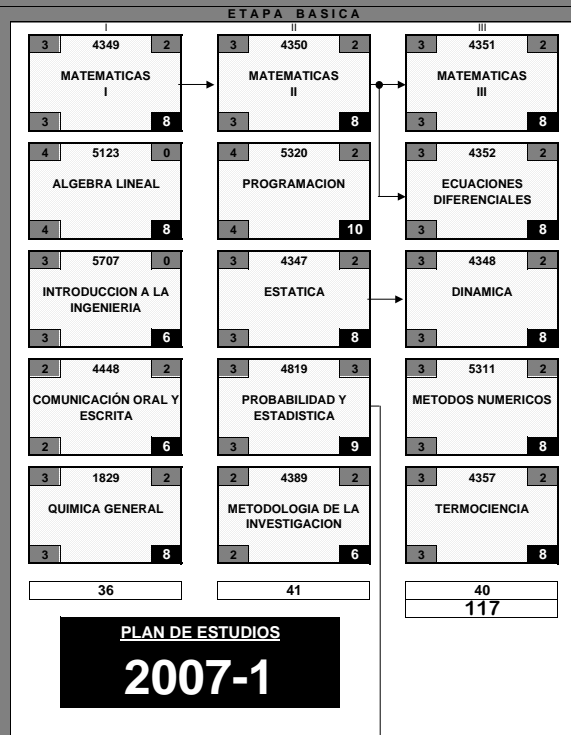 ETAPA BASICA
I II III
3 4349 2
MATEMATICAS
I
3 8
3 4350 2
MATEMATICAS
II
3 8
3 4351 2
MATEMATICAS
III
3 8
4 5123 0
ALGEBRA LINEAL
4 8
4 5320 2
PROGRAMACION
4 10
3 4352 2
ECUACIONES
DIFERENCIALES
3 8
3 5707 0
INTRODUCCION A LA
INGENIERIA
3 6
3 4347 2
ESTATICA
3 8
3 4348 2
DINAMICA
3 8
2 4448 2
COMUNICACIÓN ORAL Y
ESCRITA
2 6
3 4819 3
PROBABILIDAD Y
ESTADISTICA
3 9
3 5311 2
METODOS NUMERICOS
3 8
3 1829 2
QUIMICA GENERAL
3 8
2 4389 2
METODOLOGIA DE LA
INVESTIGACION
2 6
3 4357 2
TERMOCIENCIA
3 8
36 41 40
117
PLAN DE ESTUDIOS
2007-1